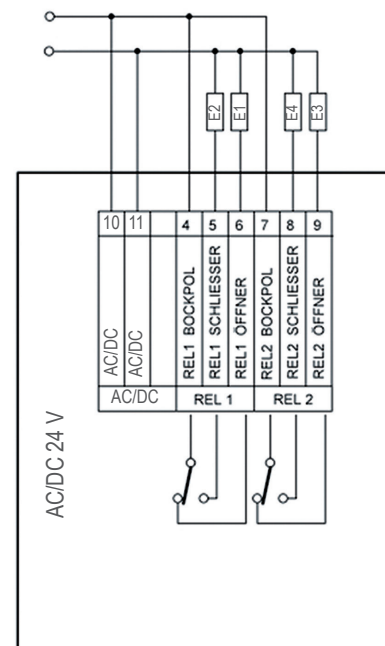 E2 E1 E4 E3
10 11 4 5 6 7 8 9
AC/DC
AC/DC
REL1 BOCKPOL
REL1 SCHLIESSER
REL1 ÖFFNER
REL2 BOCKPOL
REL2 SCHLIESSER
REL2 ÖFFNER
AC/DC REL 1 REL 2
AC/DC 24 V